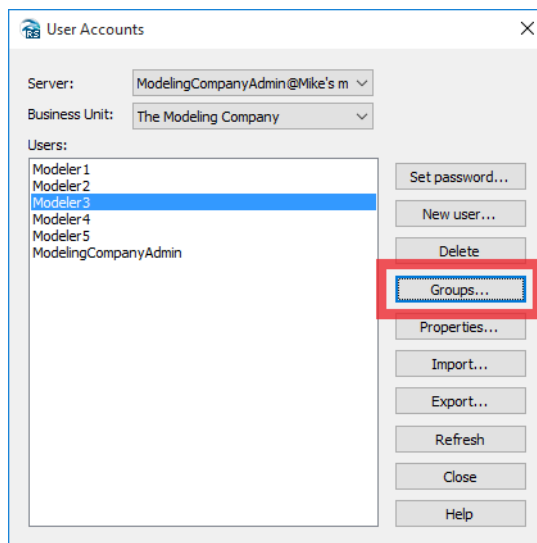 RS User Accounts
Server:
ModelingCompanyAdmin@Mike's m
Business Unit:
The Modeling Company
Users:
Modeler1
Modeler2
Modeler3
Modeler4
Modeler5
ModelingCompanyAdmin
Set password...
New user...
Delete
Groups...
Properties...
Import...
Export...
Refresh
Close
Help